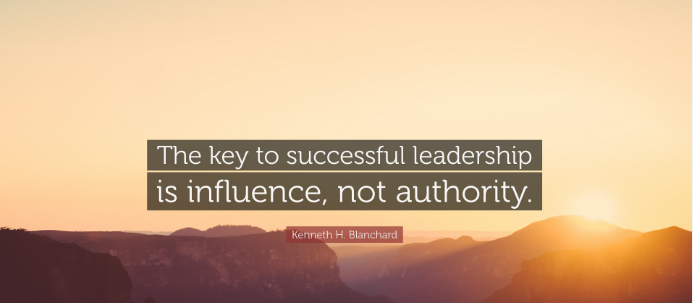 The key to successful leadership
is influence, not authority.
Kenneth H. Blanchard